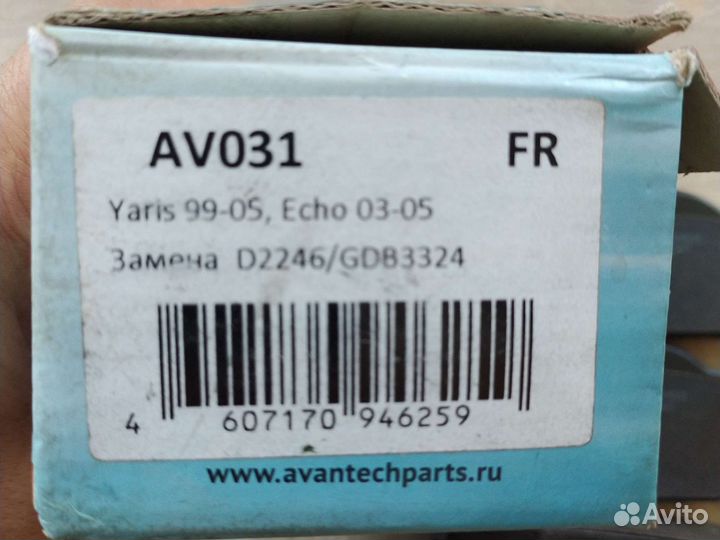 AV031 FR
Yaris 99-05, Echo 03-05
Замена D2246/GDB3324
4 607170 946259
www.avantechparts.ru
Avito